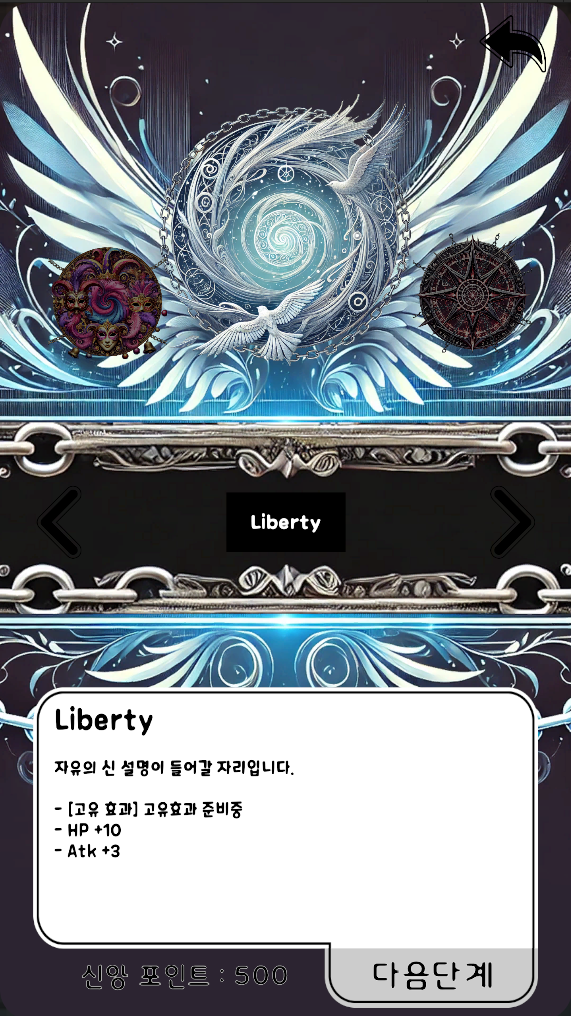 Liberty
Liberty
자유의 신 설명이 들어갈 자리입니다.
- [고유 효과] 고유효과 준비중
- HP +10
- Atk +3
신앙 포인트 : 500
다음단계